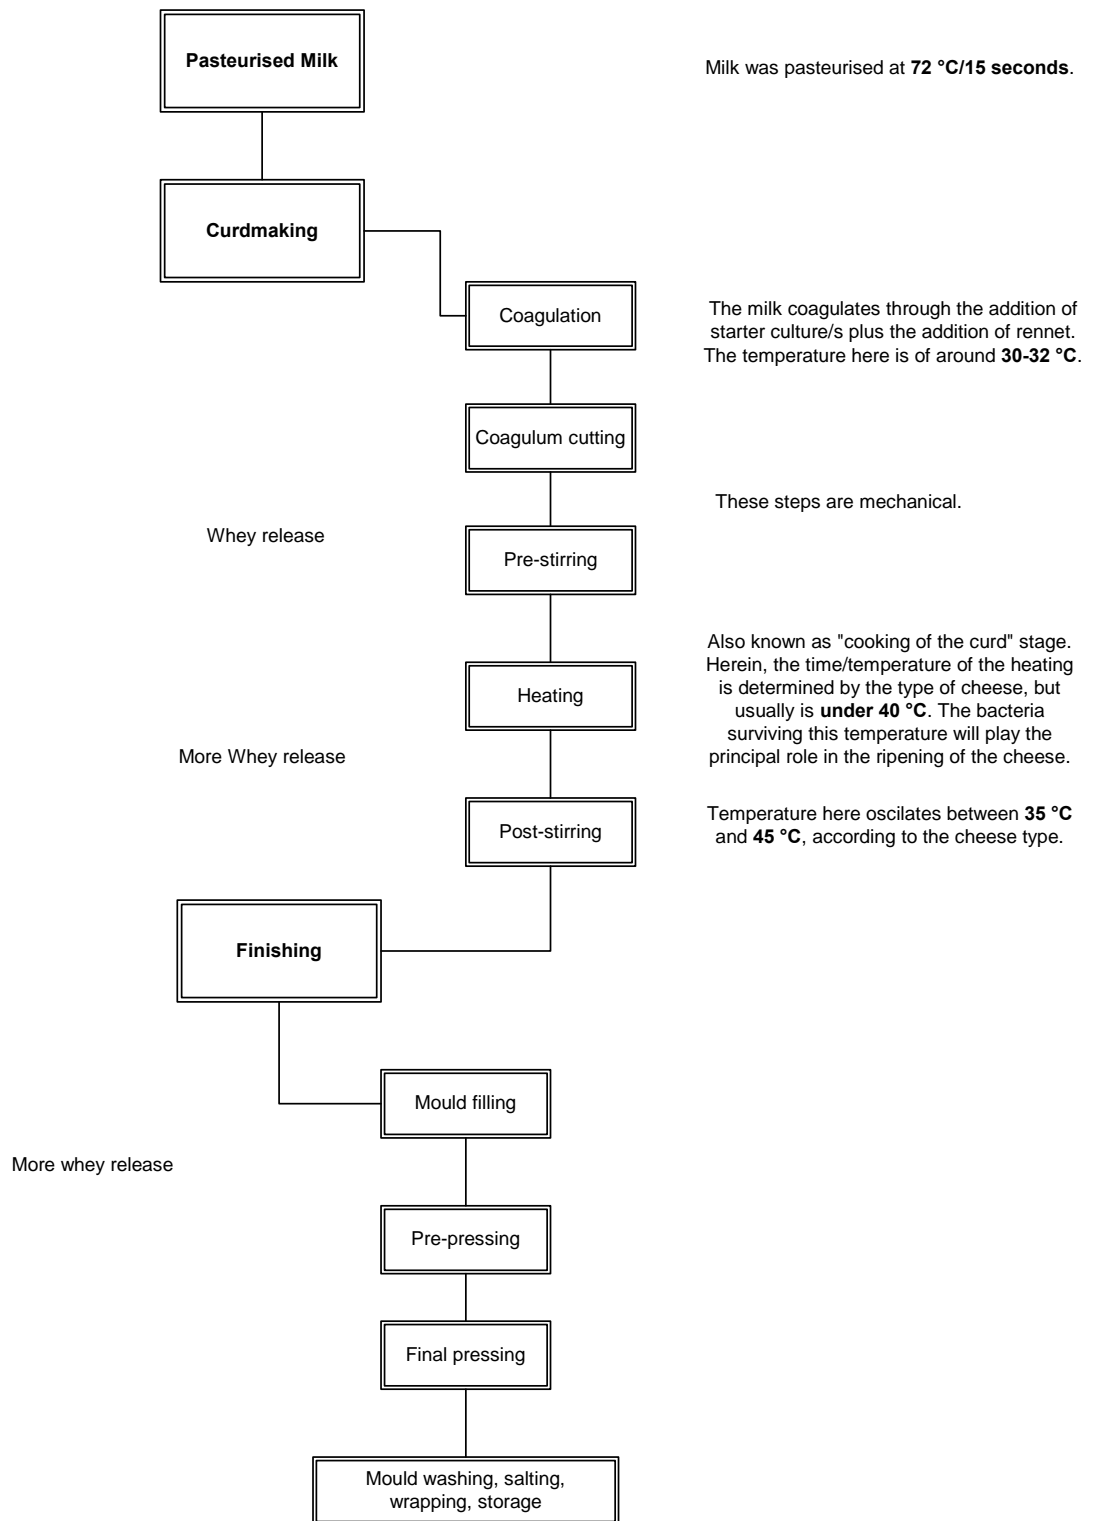 Pasteurised Milk
Milk was pasteurised at 72 °C/15 seconds.
Curdmaking
Coagulation
The milk coagulates through the addition of
starter culture/s plus the addition of rennet.
The temperature here is of around 30-32 °C.
Coagulum cutting
These steps are mechanical.
Whey release
Pre-stirring
Also known as "cooking of the curd" stage.
Herein, the time/temperature of the heating
is determined by the type of cheese, but
usually is under 40 °C. The bacteria
surviving this temperature will play the
principal role in the ripening of the cheese.
Heating
More Whey release
Post-stirring
Temperature here oscilates between 35 °C
and 45 °C, according to the cheese type.
Finishing
Mould filling
More whey release
Pre-pressing
Final pressing
Mould washing, salting,
wrapping, storage